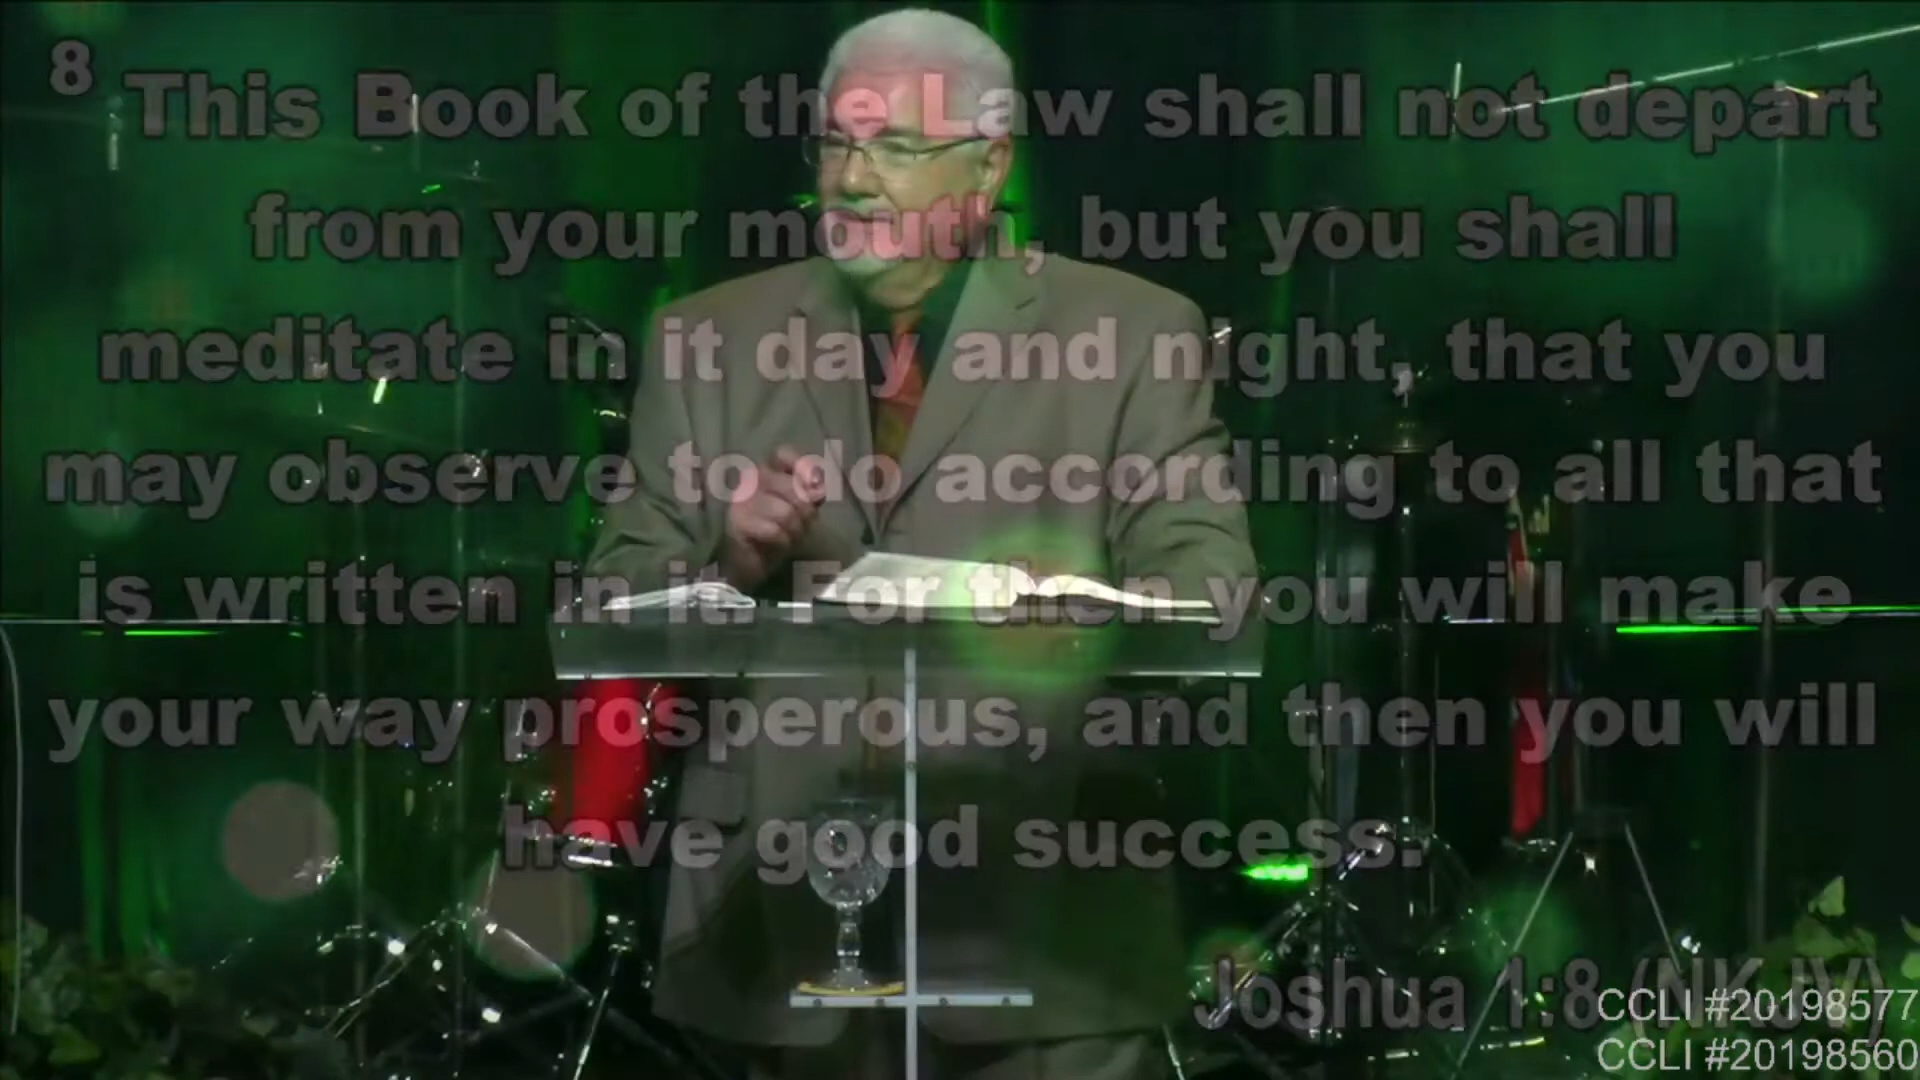 8 This Book of the Law shall not depart
from your mouth, but you shall
meditate in it day and night, that you
may observe to do according to all that
is written in it. For then you will make
your way prosperous, and then you will
have good success.
Joshua 1:8 (NKJV)
CCLI #20198577
CCLI #20198560